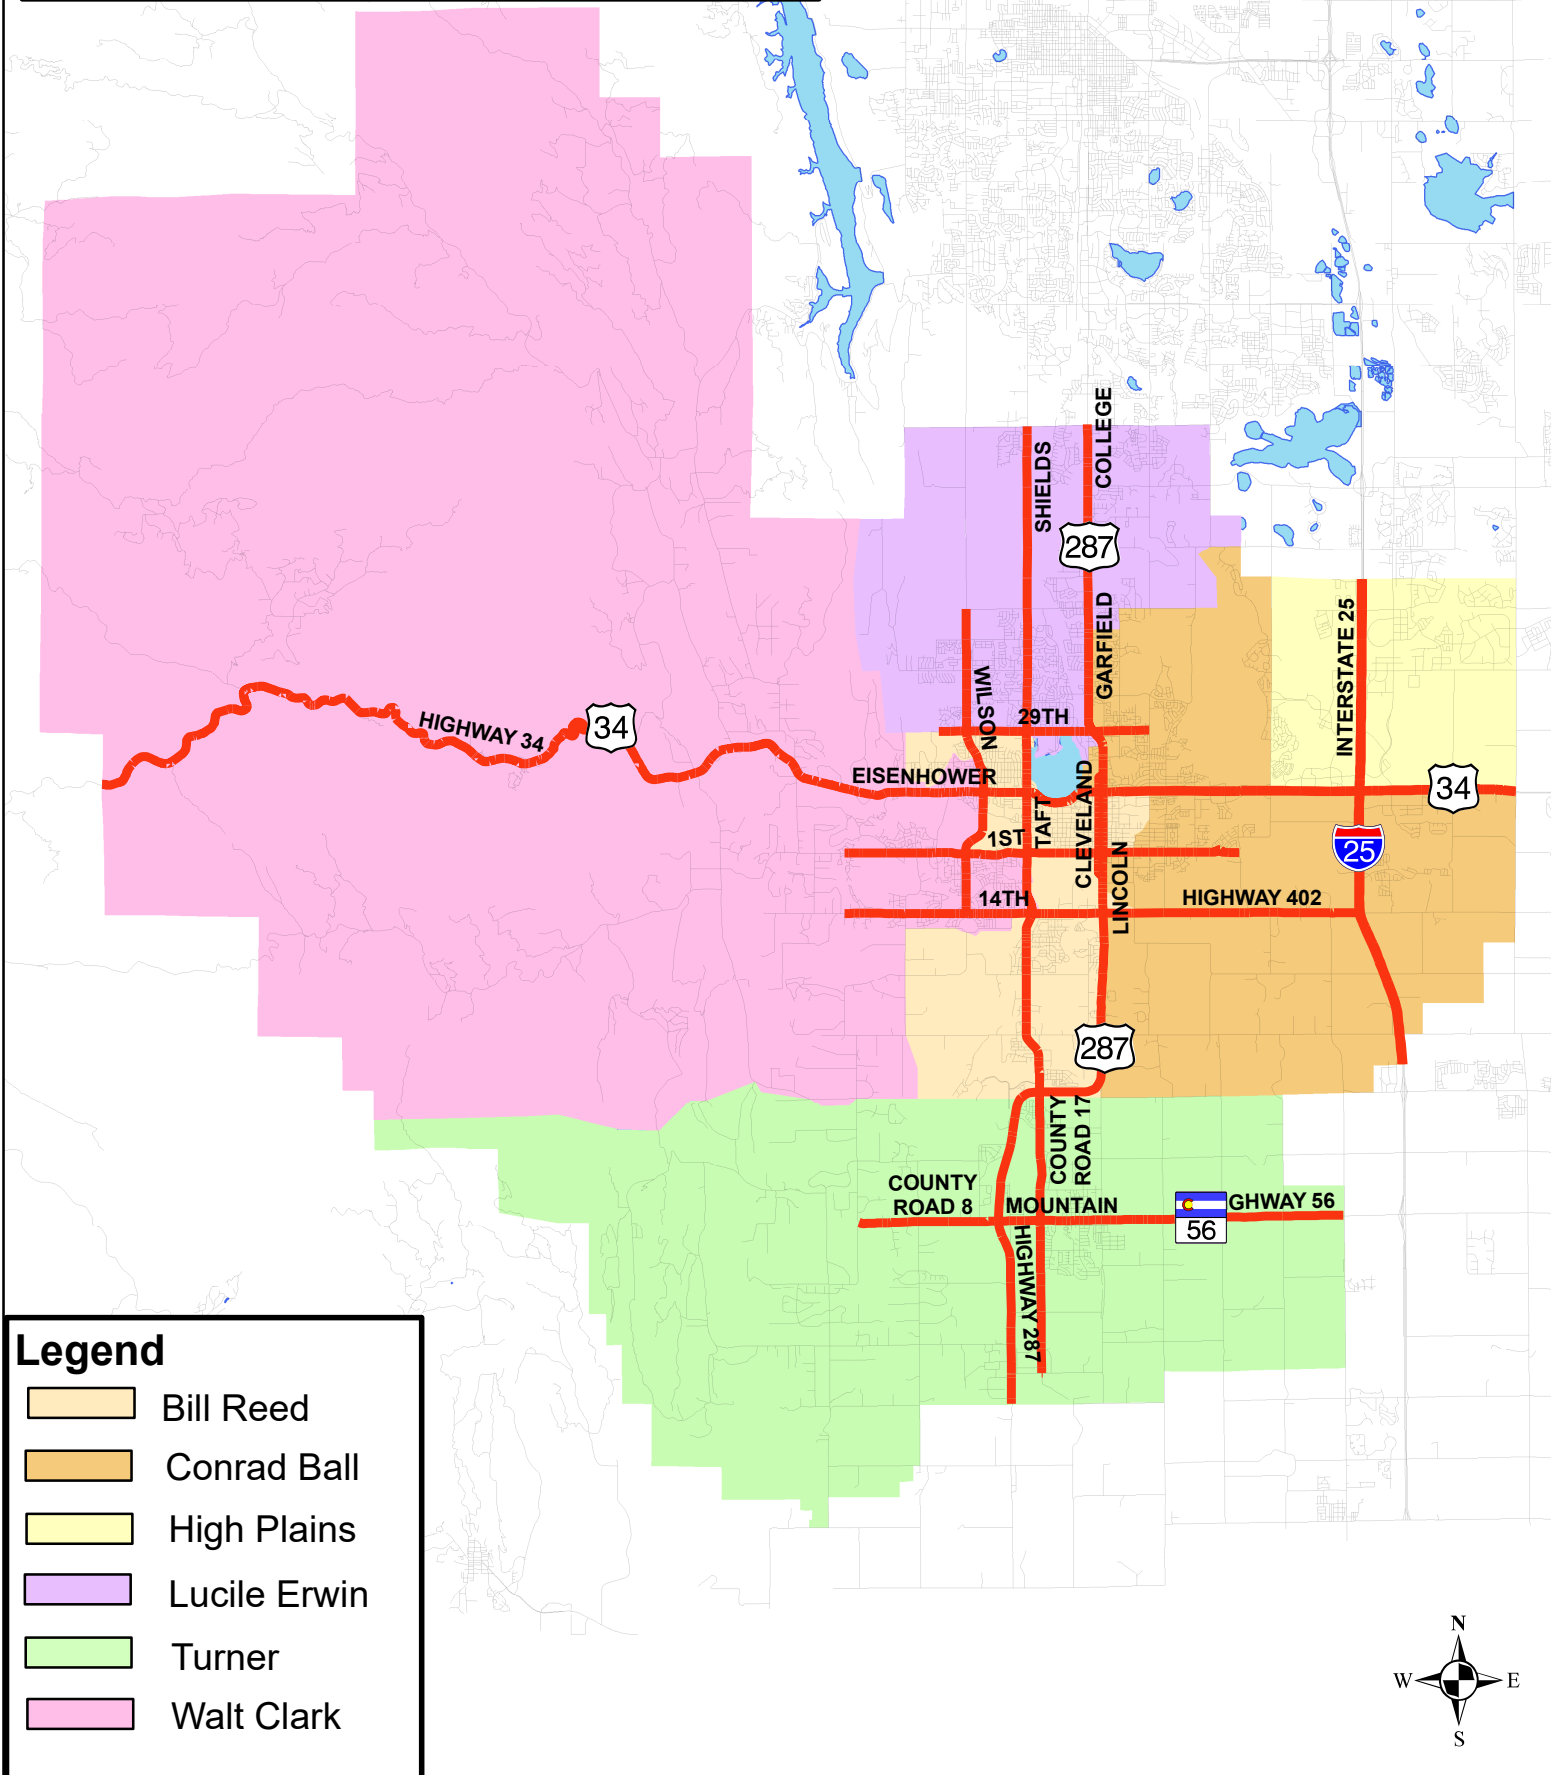 COLLEGE
SHIELDS
287
GARFIELD
INTERSTATE 25
WILSON
29TH
HIGHWAY 34
34
EISENHOWER
34
CLEVELAND
TAFT
1ST
25
LINCOLN
14TH
HIGHWAY 402
287
COUNTY
ROAD 17
COUNTY
ROAD 8
MOUNTAIN
C
56
GHWAY 56
HIGHWAY 287
Legend
Bill Reed
Conrad Ball
High Plains
Lucile Erwin
Turner
Walt Clark
N
W
E
S